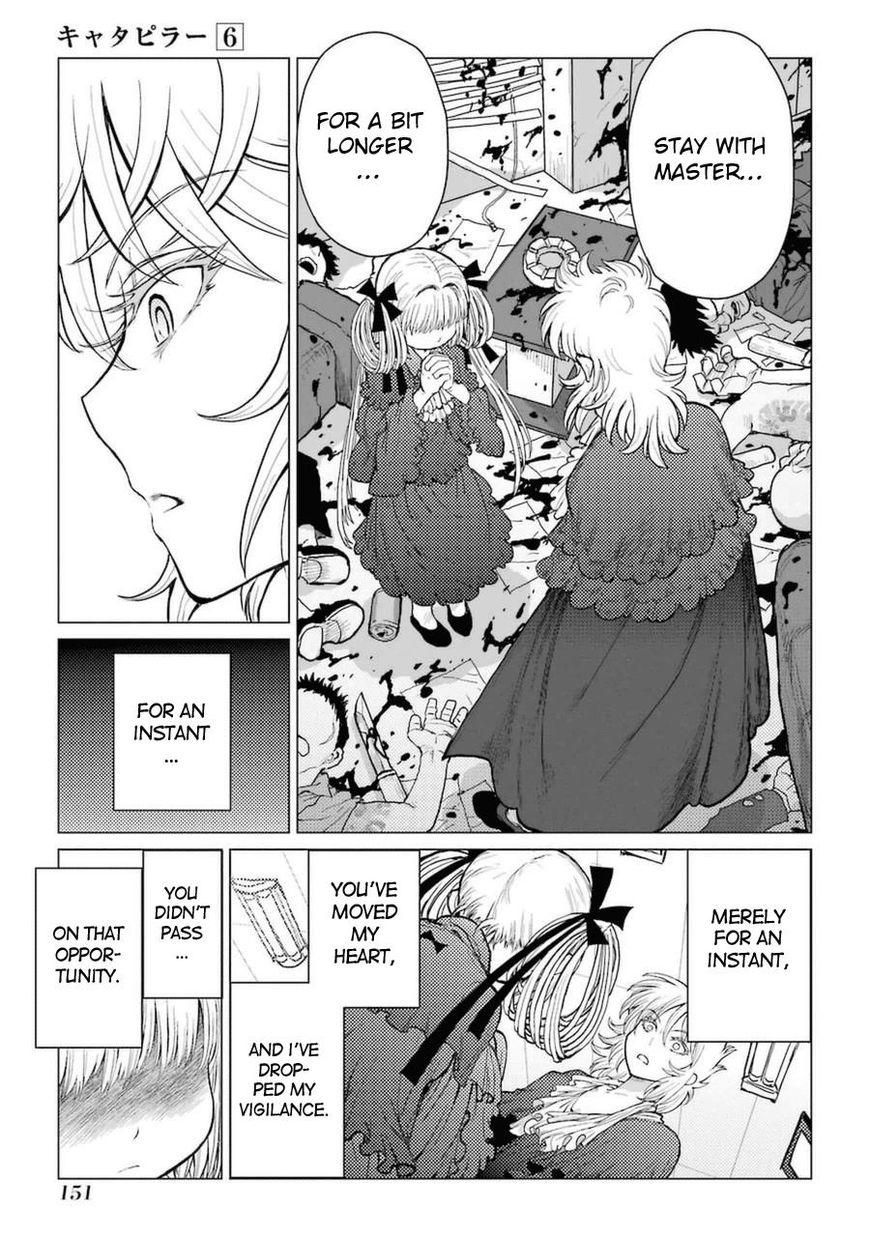 キャタピラー 6
STAY WITH
MASTER...
FOR A BIT
LONGER
...
FOR AN
INSTANT
...
MERELY
FOR AN
INSTANT,
YOU'VE
MOVED
MY
HEART,
AND I'VE
DROP-
PED MY
VIGILANCE.
YOU
DIDN'T
PASS
...
ON THAT
OPPOR-
TUNITY.
151